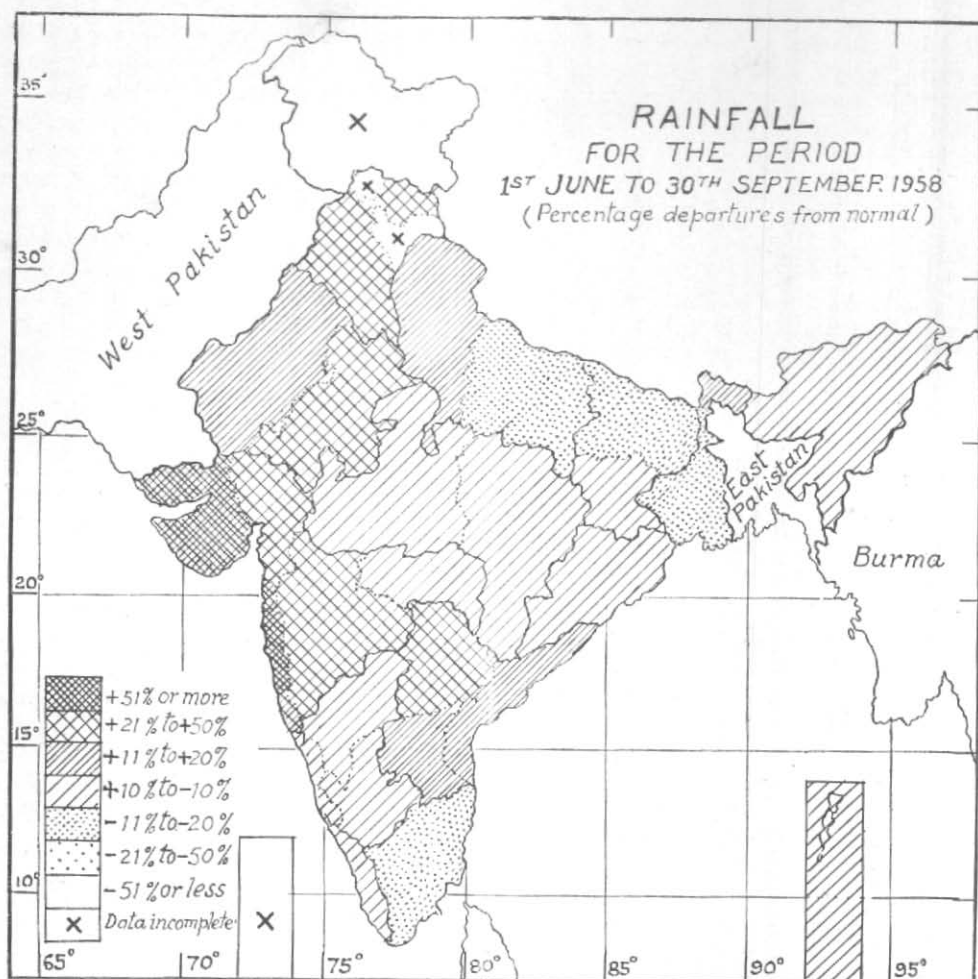 RAINFALL
FOR THE PERIOD
1ST JUNE TO 30TH SEPTEMBER 1958
(Percentage departures from normal)
35°
30°
25°
20°
15°
10°
West Pakistan
East
Pakistan
Burma
+51% or more
+21% to +50%
+11% to +20%
+10% to -10%
-11% to -20%
-21% to -50%
-51% or less
× Data incomplete
65° 70° 75° 80° 85° 90° 95°